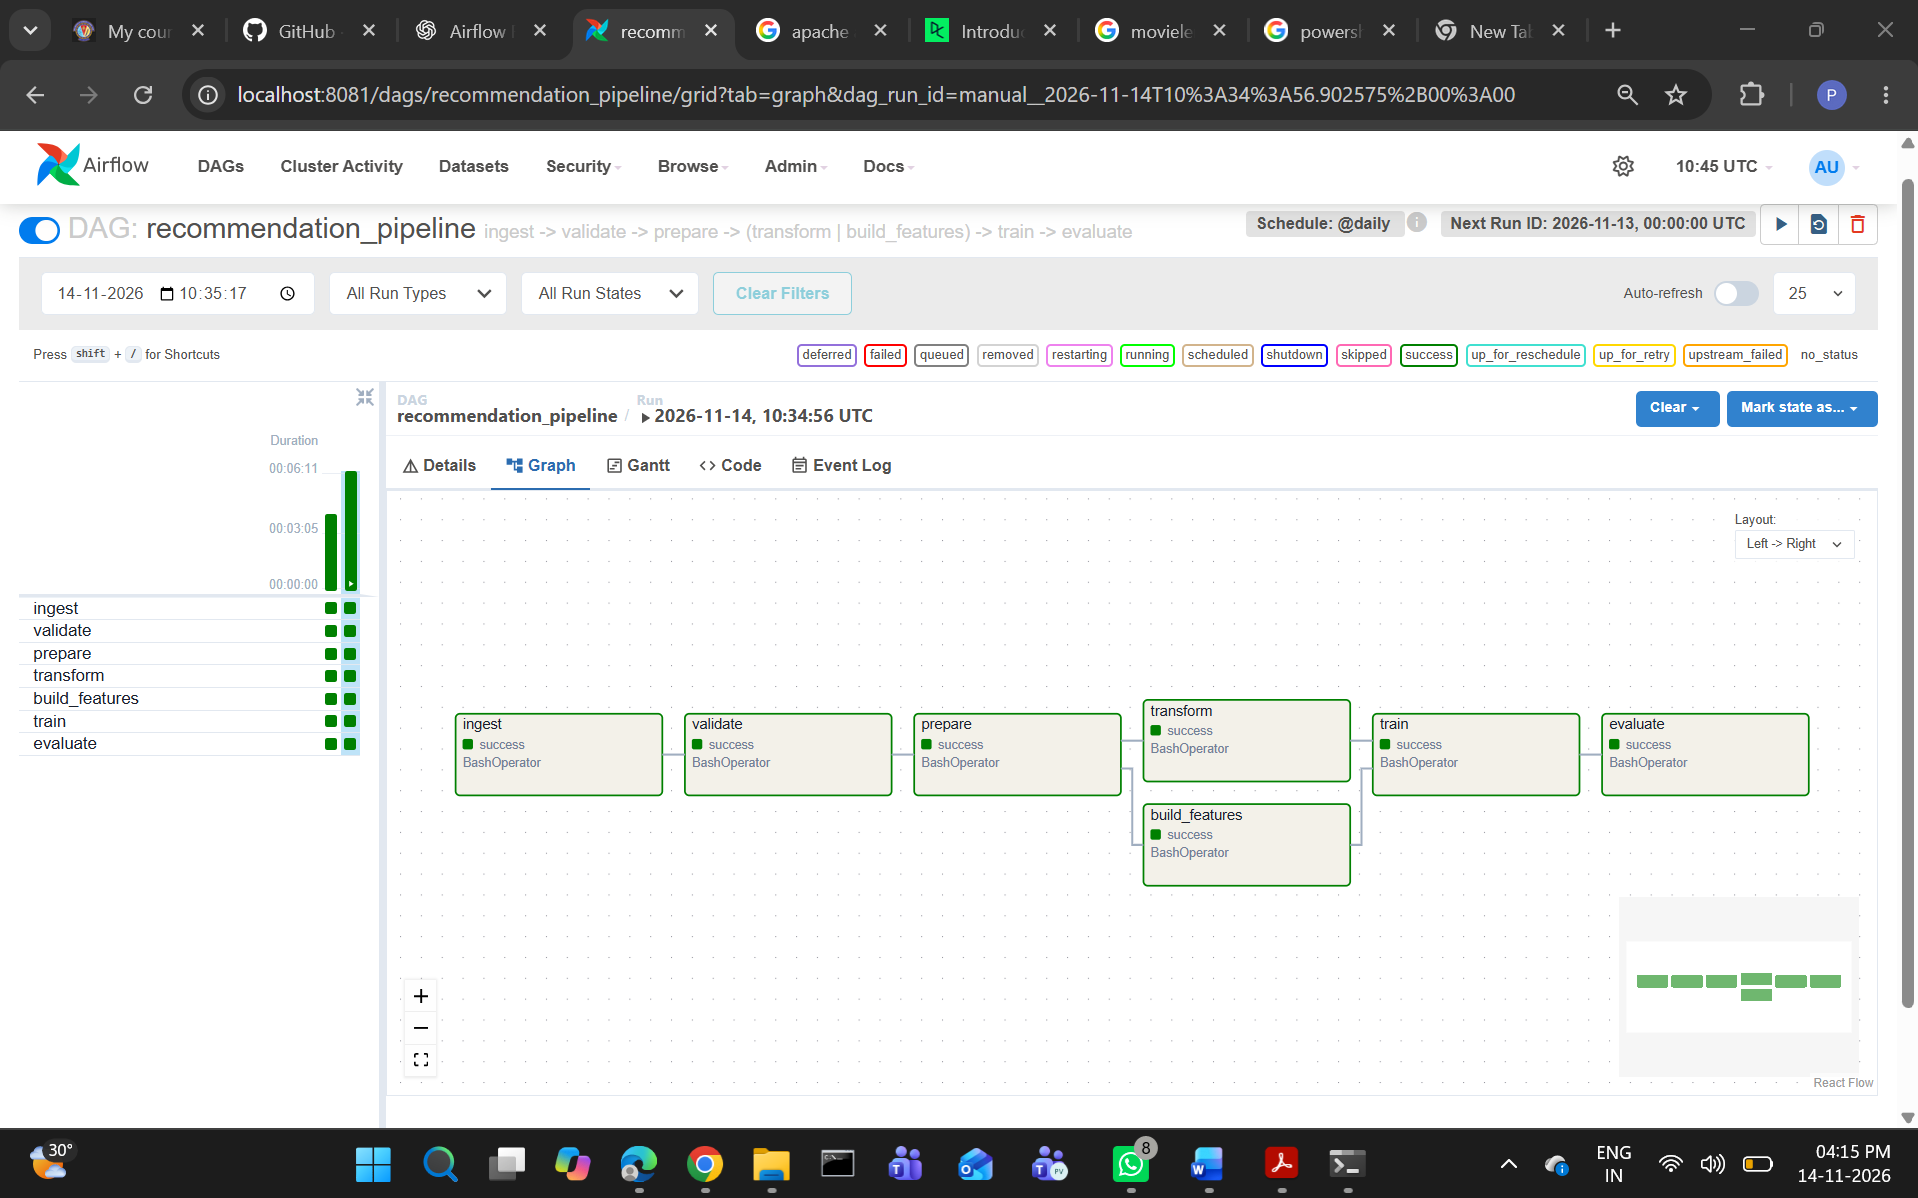 My cour
GitHub
Airflow
recomm
apache
Introdu
moviele
powersh
New Tab
localhost:8081/dags/recommendation_pipeline/grid?tab=graph&dag_run_id=manual__2026-11-14T10%3A34%3A56.902575%2B00%3A00
P
Airflow
DAGs
Cluster Activity
Datasets
Security
Browse
Admin
Docs
10:45 UTC
AU
DAG: recommendation_pipeline ingest -> validate -> prepare -> (transform | build_features) -> train -> evaluate
Schedule: @daily
Next Run ID: 2026-11-13, 00:00:00 UTC
14-11-2026 10:35:17
All Run Types
All Run States
Clear Filters
Auto-refresh
25
Press shift + / for Shortcuts
deferred
failed
queued
removed
restarting
running
scheduled
shutdown
skipped
success
up_for_reschedule
up_for_retry
upstream_failed
no_status
Duration
00:06:11
00:03:05
00:00:00
ingest
validate
prepare
transform
build_features
train
evaluate
DAG
recommendation_pipeline /
Run
2026-11-14, 10:34:56 UTC
Clear
Mark state as...
Details
Graph
Gantt
Code
Event Log
Layout:
Left -> Right
ingest
success
BashOperator
validate
success
BashOperator
prepare
success
BashOperator
transform
success
BashOperator
build_features
success
BashOperator
train
success
BashOperator
evaluate
success
BashOperator
React Flow
30°
8
ENG
IN
04:15 PM
14-11-2026